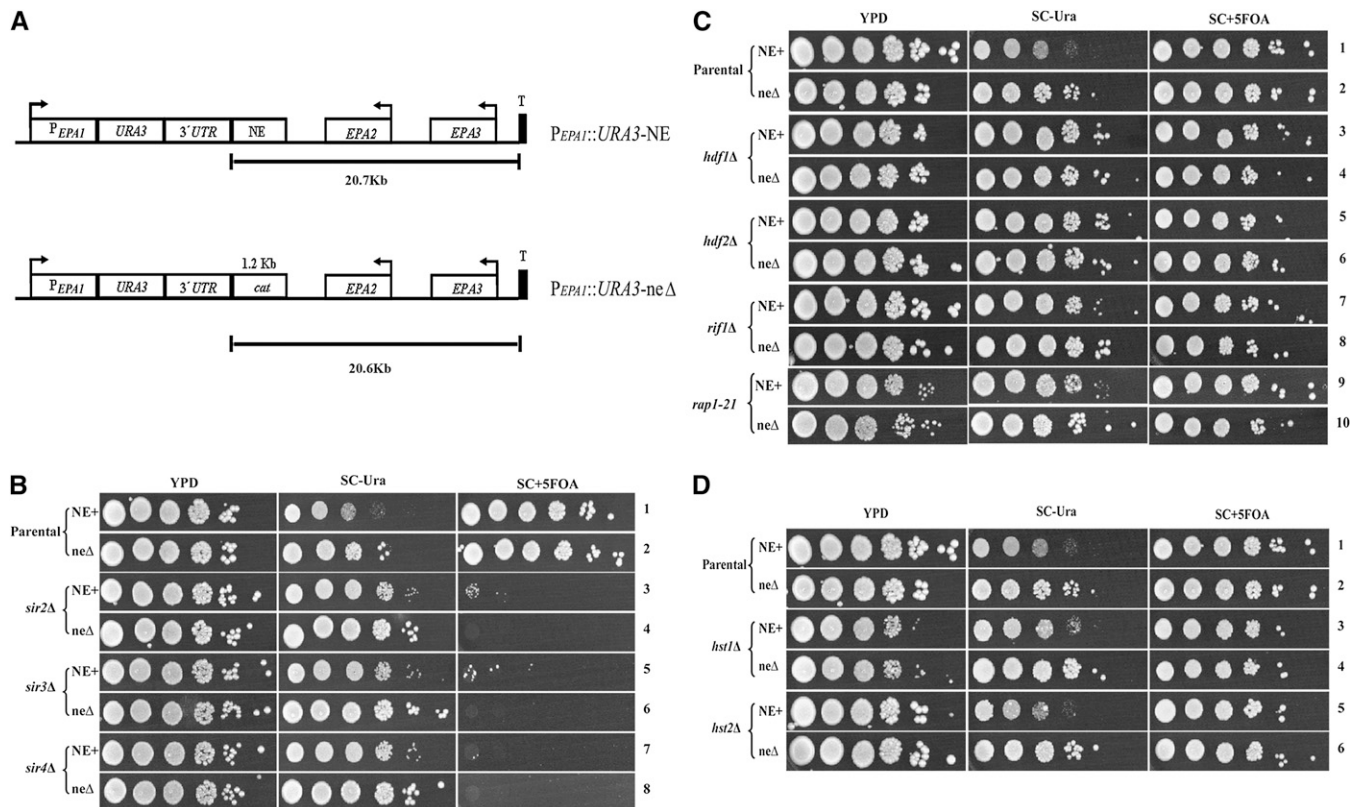 A
T
P_EPA1 URA3 3´UTR NE EPA2 EPA3
P_EPA1::URA3-NE
20.7Kb
T
1.2 Kb
P_EPA1 URA3 3´UTR cat EPA2 EPA3
P_EPA1::URA3-neΔ
20.6Kb
B
YPD SC-Ura SC+5FOA
Parental NE+ 1
neΔ 2
sir2Δ NE+ 3
neΔ 4
sir3Δ NE+ 5
neΔ 6
sir4Δ NE+ 7
neΔ 8
C
YPD SC-Ura SC+5FOA
Parental NE+ 1
neΔ 2
hdf1Δ NE+ 3
neΔ 4
hdf2Δ NE+ 5
neΔ 6
rif1Δ NE+ 7
neΔ 8
rap1-21 NE+ 9
neΔ 10
D
YPD SC-Ura SC+5FOA
Parental NE+ 1
neΔ 2
hst1Δ NE+ 3
neΔ 4
hst2Δ NE+ 5
neΔ 6